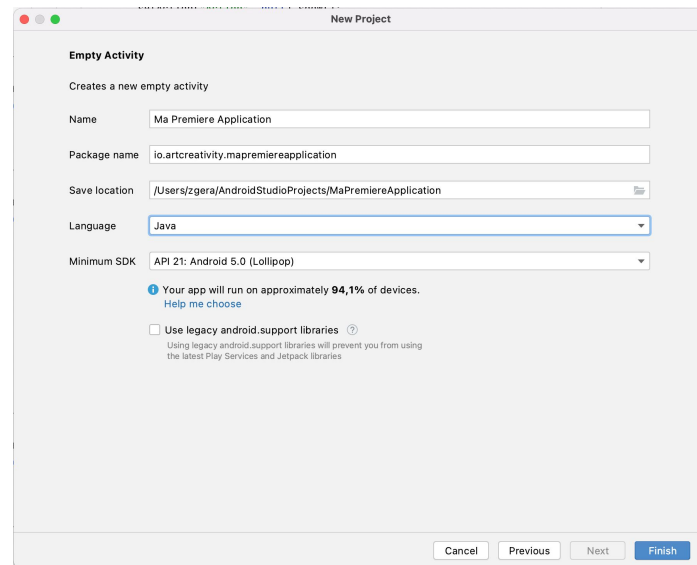 New Project
Empty Activity
Creates a new empty activity
Name
Ma Premiere Application
Package name
io.artcreativity.mapremiereapplication
Save location
/Users/zgera/AndroidStudioProjects/MaPremiereApplication
Language
Java
Minimum SDK
API 21: Android 5.0 (Lollipop)
Your app will run on approximately 94,1% of devices.
Help me choose
Use legacy android.support libraries ?
Using legacy android.support libraries will prevent you from using
the latest Play Services and Jetpack libraries
Cancel
Previous
Next
Finish